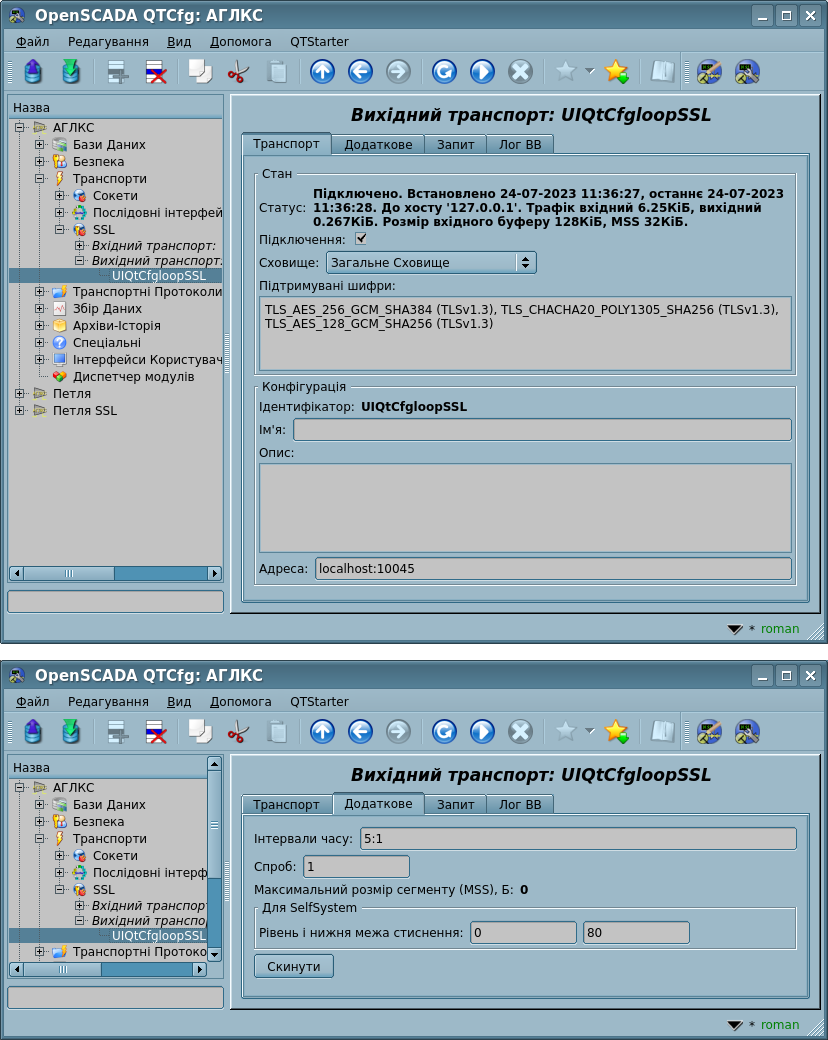 OpenSCADA QTCfg: АГЛКС
Файл Редагування Вид Допомога QTStarter
Назва
АГЛКС
Бази Даних
Безпека
Транспорти
Сокети
Послідовні інтерфей
SSL
Вхідний транспорт:
Вихідний транспорт.
UIQtCfgloopSSL
Транспортні Протоколи
Збір Даних
Архіви-Історія
Спеціальні
Інтерфейси Користувач
Диспетчер модулів
Петля
Петля SSL
Вихідний транспорт: UIQtCfgloopSSL
Транспорт Додаткове Запит Лог ВВ
Стан
Статус: Підключено. Встановлено 24-07-2023 11:36:27, останнє 24-07-2023
11:36:28. До хосту '127.0.0.1'. Трафік вхідний 6.25КіБ, вихідний
0.267КіБ. Розмір вхідного буферу 128КіБ, MSS 32КіБ.
Підключення:
Сховище: Загальне Сховище
Підтримувані шифри:
TLS_AES_256_GCM_SHA384 (TLSv1.3), TLS_CHACHA20_POLY1305_SHA256 (TLSv1.3),
TLS_AES_128_GCM_SHA256 (TLSv1.3)
Конфігурація
Ідентифікатор: UIQtCfgloopSSL
Ім'я:
Опис:
Адреса: localhost:10045
* roman
OpenSCADA QTCfg: АГЛКС
Файл Редагування Вид Допомога QTStarter
Назва
АГЛКС
Бази Даних
Безпека
Транспорти
Сокети
Послідовні інтерф
SSL
Вхідний транспор
Вихідний транспо
UIQtCfgloopSSL
Транспортні Протоко
Вихідний транспорт: UIQtCfgloopSSL
Транспорт Додаткове Запит Лог ВВ
Інтервали часу: 5:1
Спроб: 1
Максимальний розмір сегменту (MSS), Б: 0
Для SelfSystem
Рівень і нижня межа стиснення: 0 80
Скинути
* roman